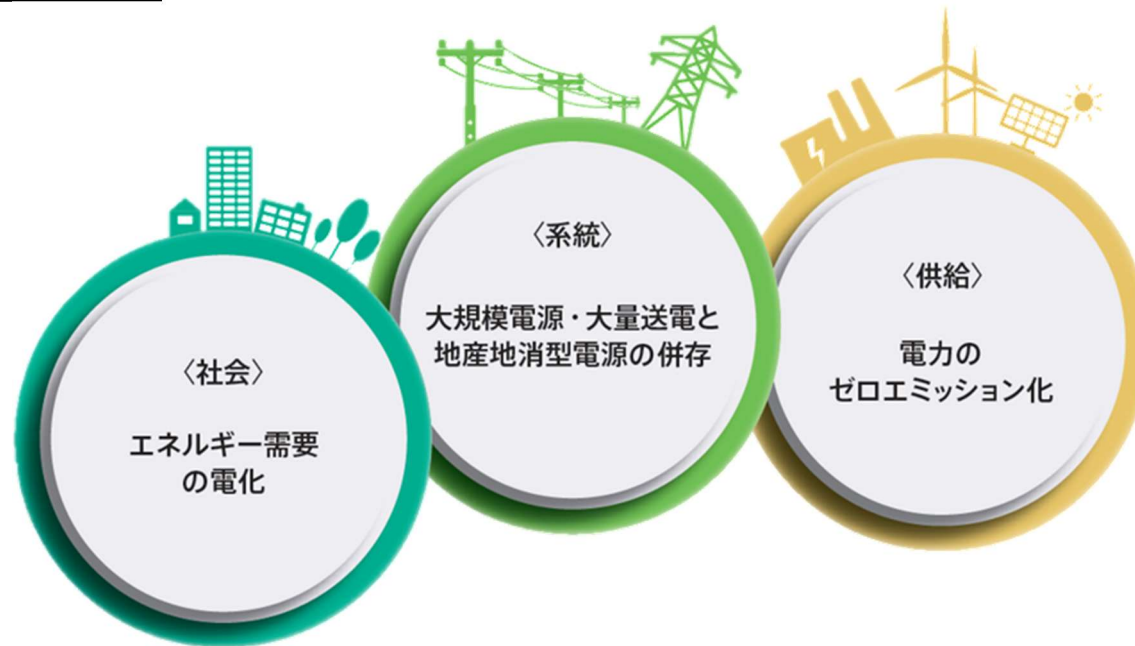 〈社会〉
エネルギー需要
の電化
〈系統〉
大規模電源・大量送電と
地産地消型電源の併存
〈供給〉
電力の
ゼロエミッション化